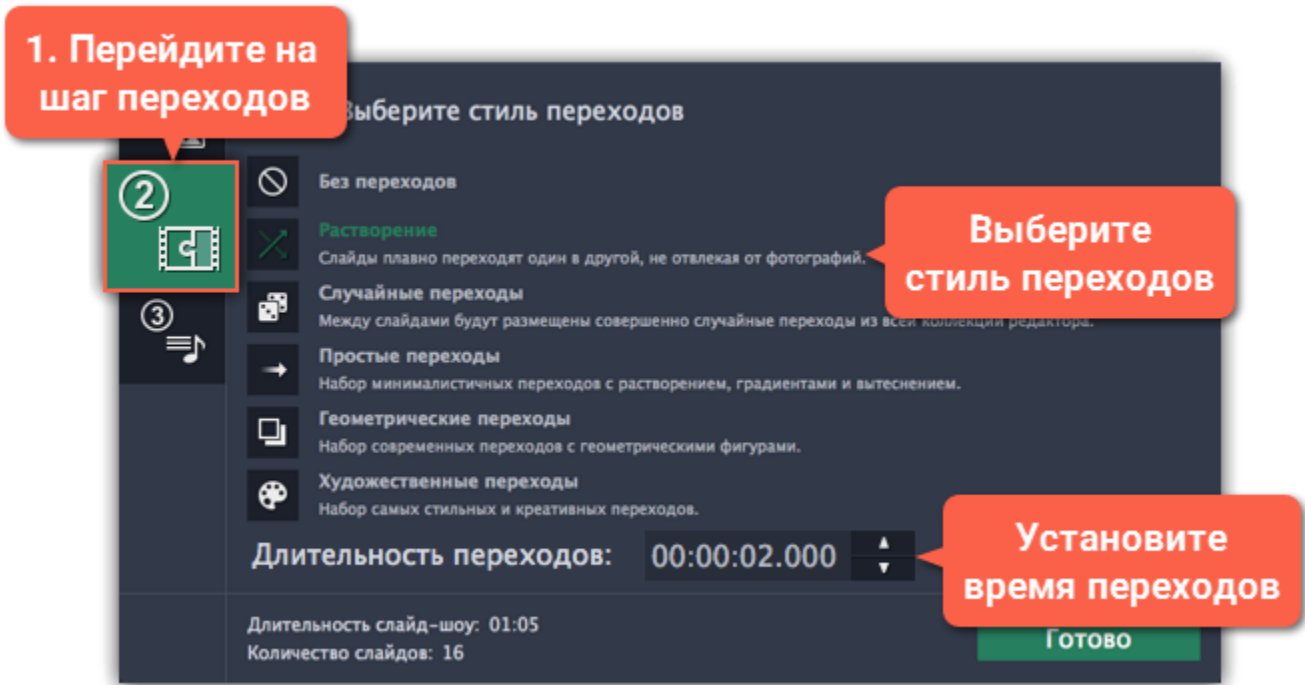 1. Перейдите на
шаг переходов
Выберите стиль переходов
2
Без переходов
Растворение
Слайды плавно переходят один в другой, не отвлекая от фотографий.
Выберите
стиль переходов
3
Случайные переходы
Между слайдами будут размещены совершенно случайные переходы из всей коллекции редактора.
Простые переходы
Набор минималистичных переходов с растворением, градиентами и вытеснением.
Геометрические переходы
Набор современных переходов с геометрическими фигурами.
Художественные переходы
Набор самых стильных и креативных переходов.
Длительность переходов: 00:00:02.000
Установите
время переходов
Длительность слайд-шоу: 01:05
Количество слайдов: 16
Готово